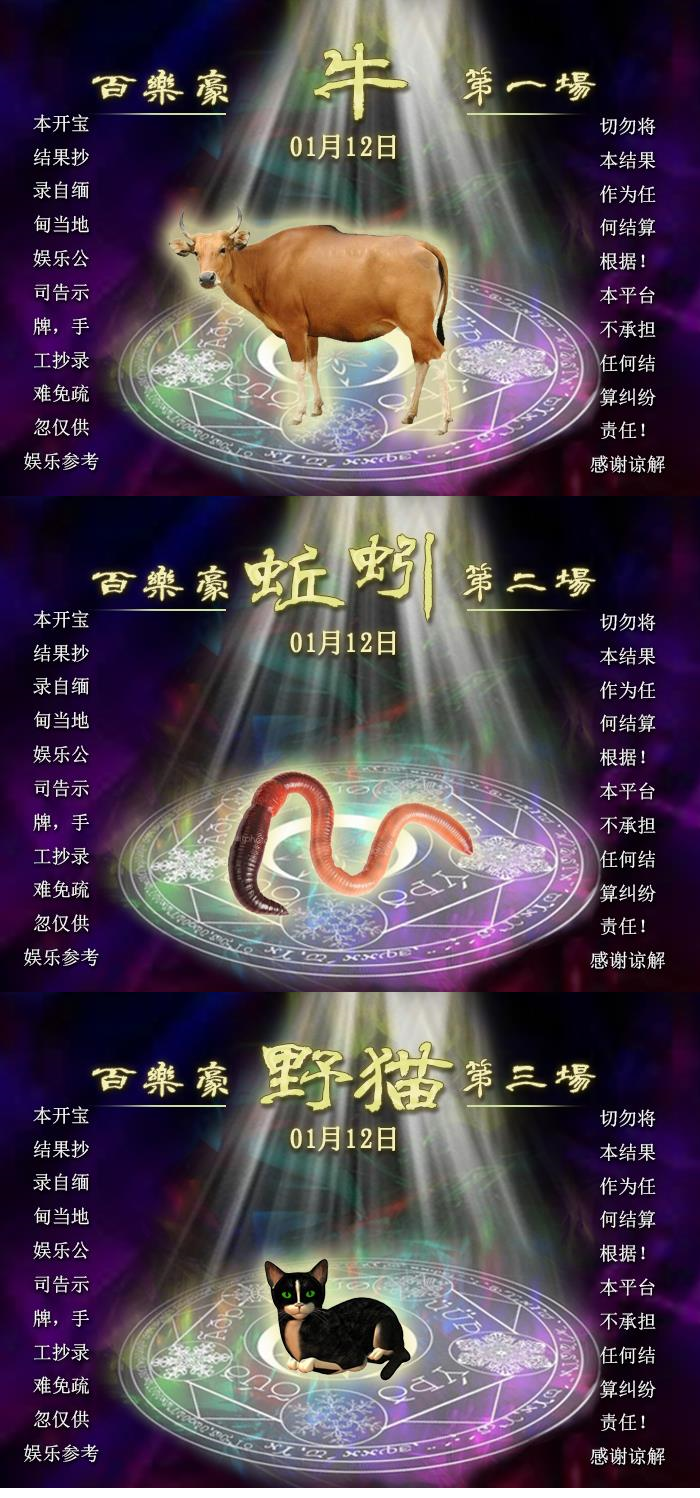 百樂豪 牛 第一場
01月12日
本开宝
结果抄
录自缅
甸当地
娱乐公
司告示
牌，手
工抄录
难免疏
忽仅供
娱乐参考
切勿将
本结果
作为任
何结算
根据！
本平台
不承担
任何结
算纠纷
责任！
感谢谅解
百樂豪 蚯蚓 第二場
01月12日
本开宝
结果抄
录自缅
甸当地
娱乐公
司告示
牌，手
工抄录
难免疏
忽仅供
娱乐参考
切勿将
本结果
作为任
何结算
根据！
本平台
不承担
任何结
算纠纷
责任！
感谢谅解
百樂豪 野猫 第三場
01月12日
本开宝
结果抄
录自缅
甸当地
娱乐公
司告示
牌，手
工抄录
难免疏
忽仅供
娱乐参考
切勿将
本结果
作为任
何结算
根据！
本平台
不承担
任何结
算纠纷
责任！
感谢谅解